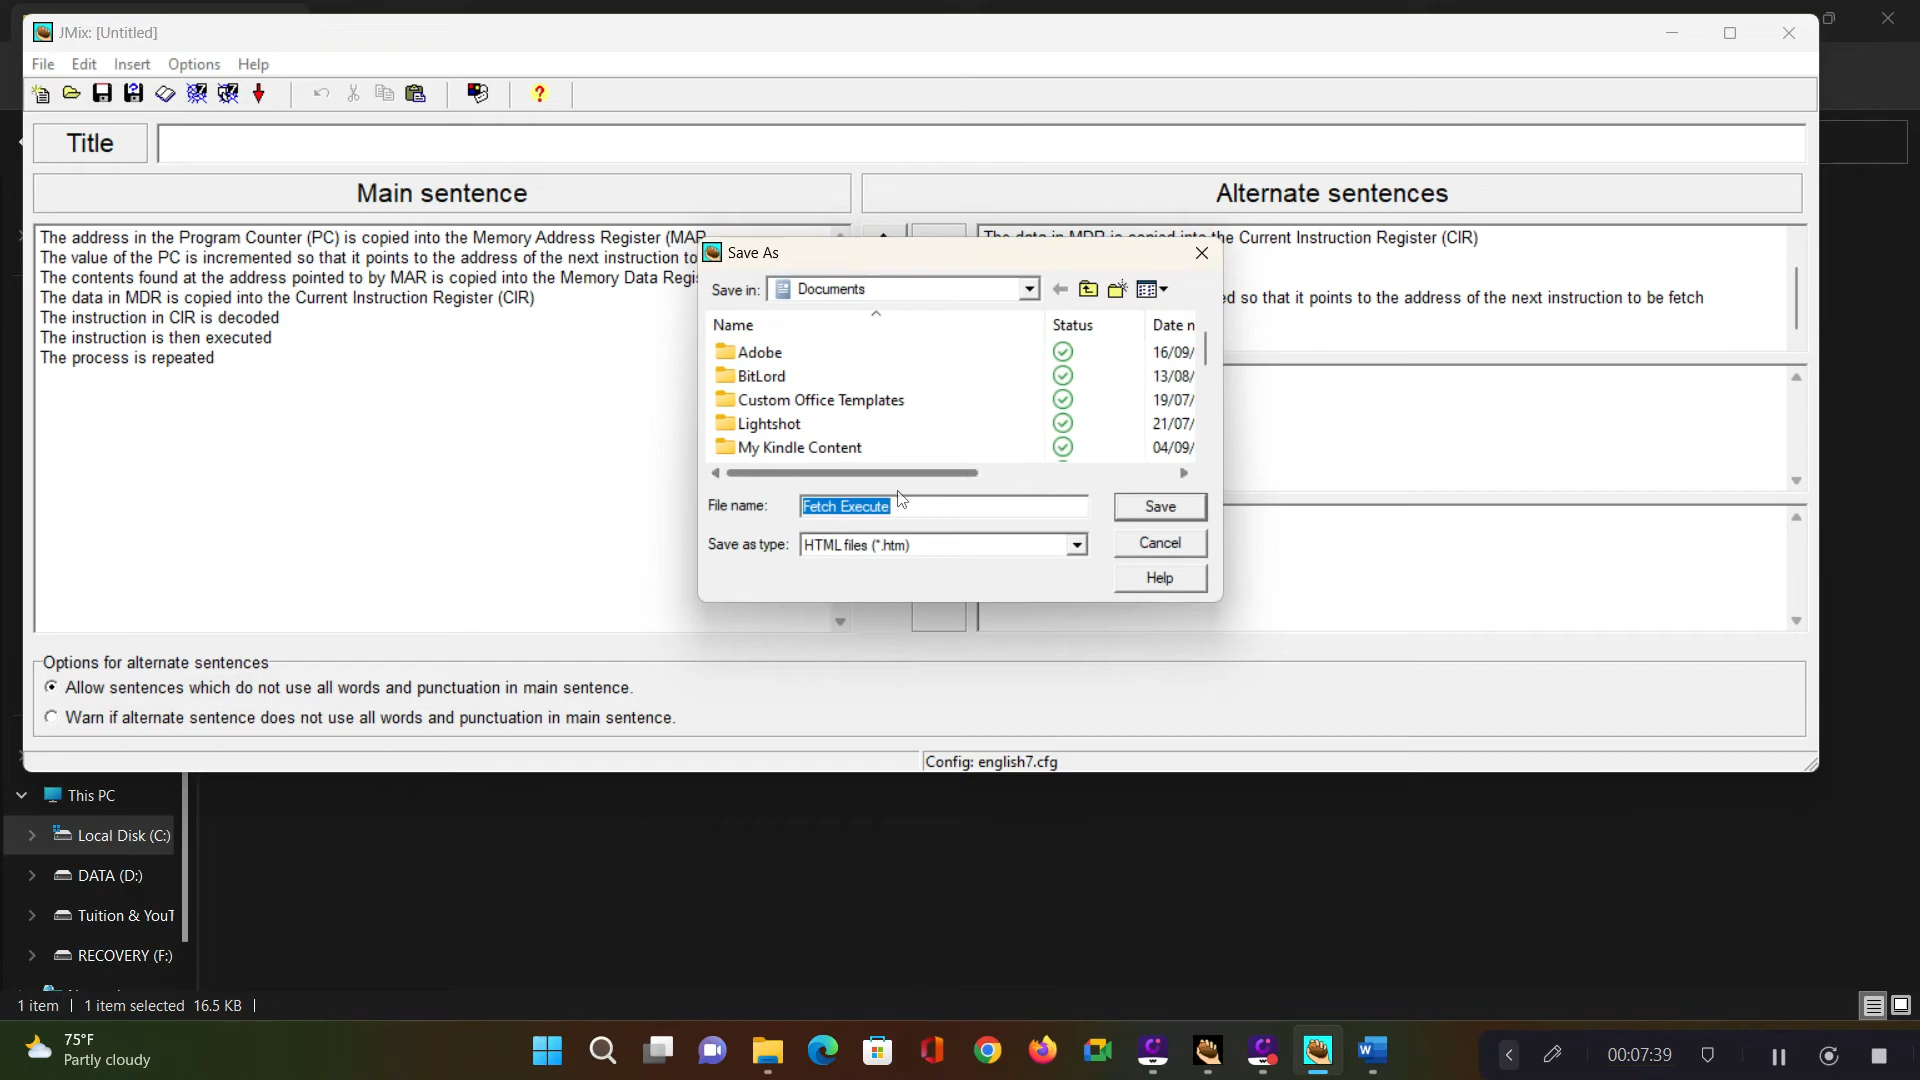 JMix: [Untitled]
File Edit Insert Options Help
Title
Main sentence
Alternate sentences
The address in the Program Counter (PC) is copied into the Memory Address Register (MAR
The value of the PC is incremented so that it points to the address of the next instruction to
The contents found at the address pointed to by MAR is copied into the Memory Data Regi
The data in MDR is copied into the Current Instruction Register (CIR)
The instruction in CIR is decoded
The instruction is then executed
The process is repeated
The data in MDR is copied into the Current Instruction Register (CIR)
ed so that it points to the address of the next instruction to be fetch
Save As
Save in: Documents
Name Status Date n
Adobe 16/09/
BitLord 13/08/
Custom Office Templates 19/07/
Lightshot 21/07/
My Kindle Content 04/09/
File name: Fetch Execute Save
Save as type: HTML files (*.htm) Cancel
Help
Options for alternate sentences
Allow sentences which do not use all words and punctuation in main sentence.
Warn if alternate sentence does not use all words and punctuation in main sentence.
Config: english7.cfg
This PC
Local Disk (C:)
DATA (D:)
Tuition & YouT
RECOVERY (F:)
1 item 1 item selected 16.5 KB
75°F
Partly cloudy
00:07:39